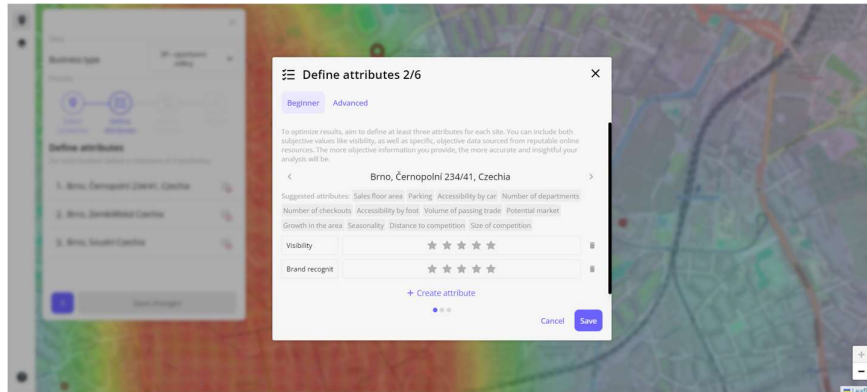 Business type
Define attributes
1. Brno, Černopolní 234/41, Czechia
2. Brno, Zemědělská Czechia
3. Brno, Soudní Czechia
Save changes
Define attributes 2/6
Beginner Advanced
To optimize results, aim to define at least three attributes for each site. You can include both
subjective values like visibility, as well as specific, objective data sourced from reputable online
resources. The more objective information you provide, the more accurate and insightful your
analysis will be.
Brno, Černopolní 234/41, Czechia
Suggested attributes: Sales floor area Parking Accessibility by car Number of departments
Number of checkouts Accessibility by foot Volume of passing trade Potential market
Growth in the area Seasonality Distance to competition Size of competition
Visibility
Brand recognit
+ Create attribute
Cancel Save
+
−